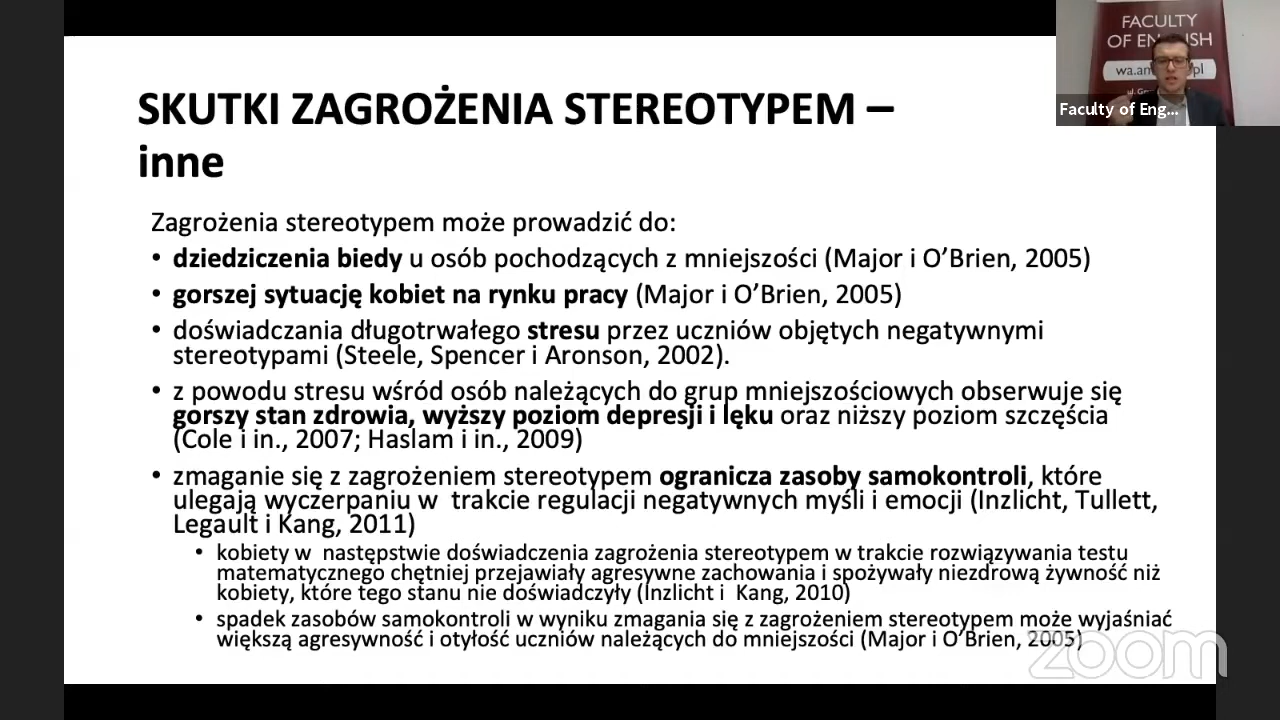 FACULTY
OF ENGLISH
Faculty of Eng...
SKUTKI ZAGROŻENIA STEREOTYPEM –
inne
Zagrożenia stereotypem może prowadzić do:
• dziedziczenia biedy u osób pochodzących z mniejszości (Major i O’Brien, 2005)
• gorszej sytuację kobiet na rynku pracy (Major i O’Brien, 2005)
• doświadczania długotrwałego stresu przez uczniów objętych negatywnymi
stereotypami (Steele, Spencer i Aronson, 2002).
• z powodu stresu wśród osób należących do grup mniejszościowych obserwuje się
gorszy stan zdrowia, wyższy poziom depresji i lęku oraz niższy poziom szczęścia
(Cole i in., 2007; Haslam i in., 2009)
• zmaganie się z zagrożeniem stereotypem ogranicza zasoby samokontroli, które
ulegają wyczerpaniu w trakcie regulacji negatywnych myśli i emocji (Inzlicht, Tullett,
Legault i Kang, 2011)
• kobiety w następstwie doświadczenia zagrożenia stereotypem w trakcie rozwiązywania testu
matematycznego chętniej przejawiały agresywne zachowania i spożywały niezdrową żywność niż
kobiety, które tego stanu nie doświadczyły (Inzlicht i Kang, 2010)
• spadek zasobów samokontroli w wyniku zmagania się z zagrożeniem stereotypem może wyjaśniać
większą agresywność i otyłość uczniów należących do mniejszości (Major i O’Brien, 2005)
zoom